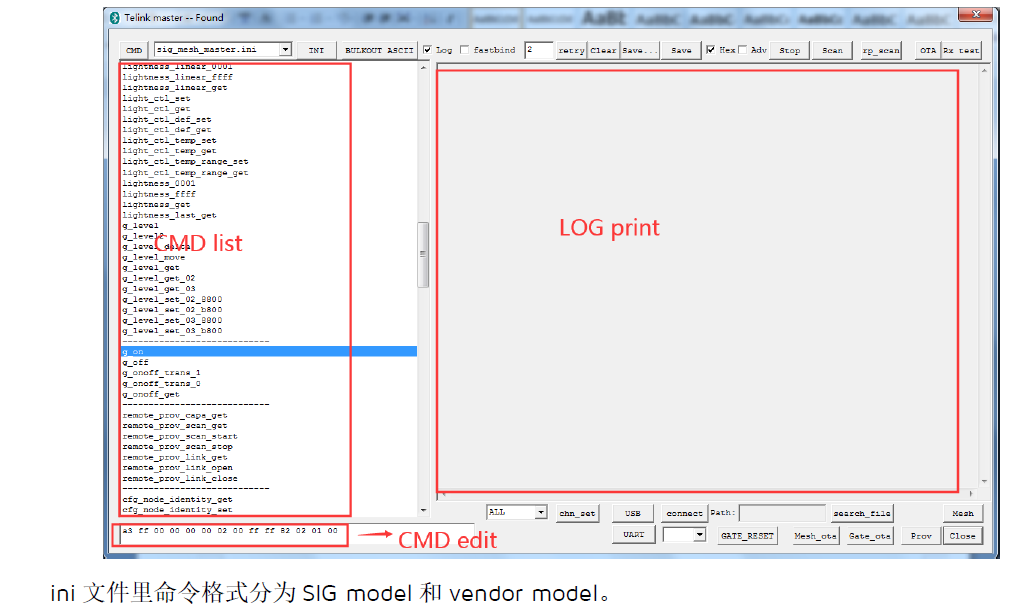 Telink master -- Found
CMD sig_mesh_master.ini INI BULKOUT ASCII Log fastbind 2 retry Clear Save... Save Hex Adv Stop Scan rp_scan OTA Rx test
lightness_linear_0001
lightness_linear_ffff
lightness_linear_get
light_ctl_set
light_ctl_get
light_ctl_def_set
light_ctl_def_get
light_ctl_temp_set
light_ctl_temp_get
light_ctl_temp_range_set
light_ctl_temp_range_get
lightness_0001
lightness_ffff
lightness_get
lightness_last_get
g_level
g_level2
g_level_delta
g_level_move
g_level_get
g_level_get_02
g_level_get_03
g_level_set_02_8800
g_level_set_02_b800
g_level_set_03_8800
g_level_set_03_b800
----------------------------
g_on
g_off
g_onoff_trans_1
g_onoff_trans_0
g_onoff_get
----------------------------
remote_prov_capa_get
remote_prov_scan_get
remote_prov_scan_start
remote_prov_scan_stop
remote_prov_link_get
remote_prov_link_open
remote_prov_link_close
----------------------------
cfg_node_identity_get
cfg_node_identity_set
CMD list
LOG print
a3 ff 00 00 00 00 02 00 ff ff 82 02 01 00
CMD edit
ALL chn_set USB connect Path: search_file Mesh
UART GATE_RESET Mesh_ota Gate_ota Prov Close
ini 文件里命令格式分为 SIG model 和 vendor model。